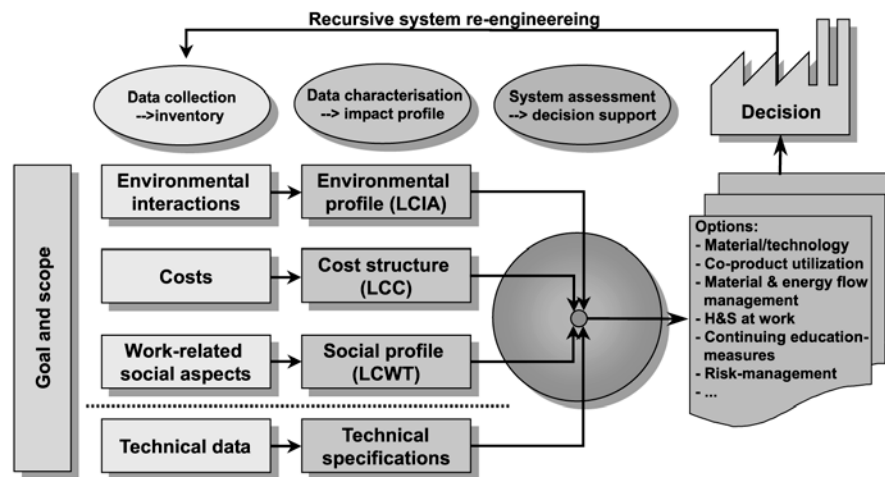 Recursive system re-engineereing
Data collection
-->inventory
Data characterisation
--> impact profile
System assessment
--> decision support
Decision
Goal and scope
Environmental
interactions
Environmental
profile (LCIA)
Costs
Cost structure
(LCC)
Work-related
social aspects
Social profile
(LCWT)
Technical data
Technical
specifications
Options:
- Material/technology
- Co-product utilization
- Material & energy flow
management
- H&S at work
- Continuing education-
measures
- Risk-management
- ...